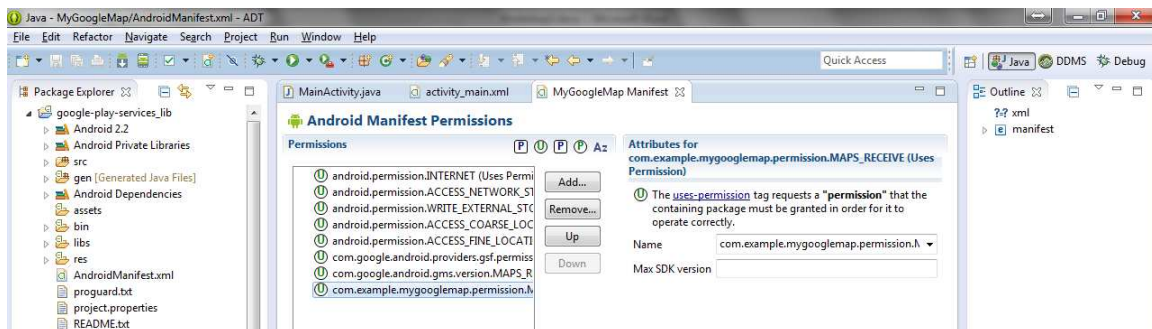 Java - MyGoogleMap/AndroidManifest.xml - ADT
File Edit Refactor Navigate Search Project Run Window Help
Quick Access
Java DDMS Debug
Package Explorer
google-play-services_lib
Android 2.2
Android Private Libraries
src
gen [Generated Java Files]
Android Dependencies
assets
bin
libs
res
AndroidManifest.xml
proguard.txt
project.properties
README.txt
MainActivity.java activity_main.xml MyGoogleMap Manifest
Android Manifest Permissions
Permissions
P U P P Az
android.permission.INTERNET (Uses Permi
android.permission.ACCESS_NETWORK_ST
android.permission.WRITE_EXTERNAL_STO
android.permission.ACCESS_COARSE_LOC
android.permission.ACCESS_FINE_LOCATI
com.google.android.providers.gsf.permiss
com.google.android.gms.version.MAPS_R
com.example.mygooglemap.permission.M
Add...
Remove...
Up
Down
Attributes for
com.example.mygooglemap.permission.MAPS_RECEIVE (Uses
Permission)
U The uses-permission tag requests a "permission" that the
containing package must be granted in order for it to
operate correctly.
Name com.example.mygooglemap.permission.M
Max SDK version
Outline
?=? xml
e manifest